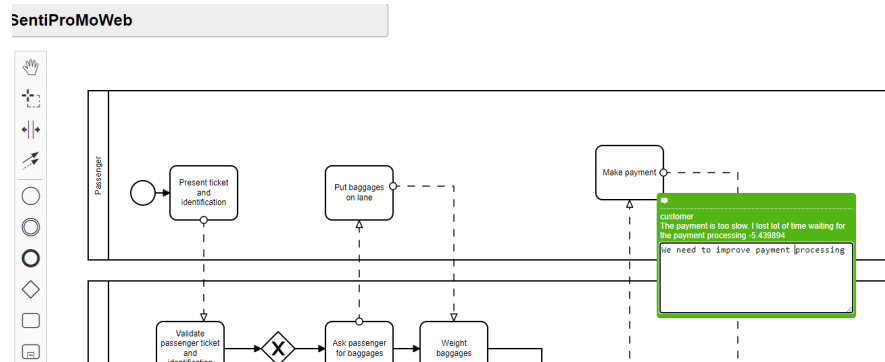 SentiProMoWeb
Passenger
Present ticket
and
identification
Put baggages
on lane
Make payment
customer
The payment is too slow. I lost lot of time waiting for
the payment processing -5.439894
We need to improve payment processing
Validate
passenger ticket
and
identification
Ask passenger
for baggages
Weight
baggages